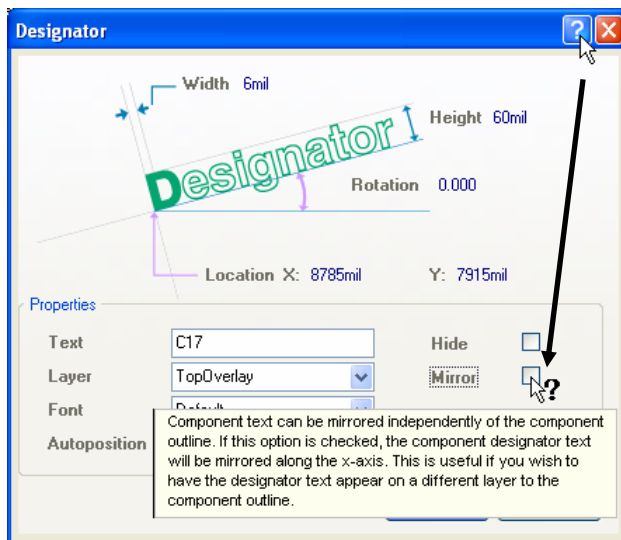 Designator
?
Width 6mil
Height 60mil
Designator
Rotation 0.000
Location X: 8785mil Y: 7915mil
Properties
Text C17 Hide
Layer TopOverlay Mirror
?
Font Default
Autoposition
Component text can be mirrored independently of the component
outline. If this option is checked, the component designator text
will be mirrored along the x-axis. This is useful if you wish to
have the designator text appear on a different layer to the
component outline.